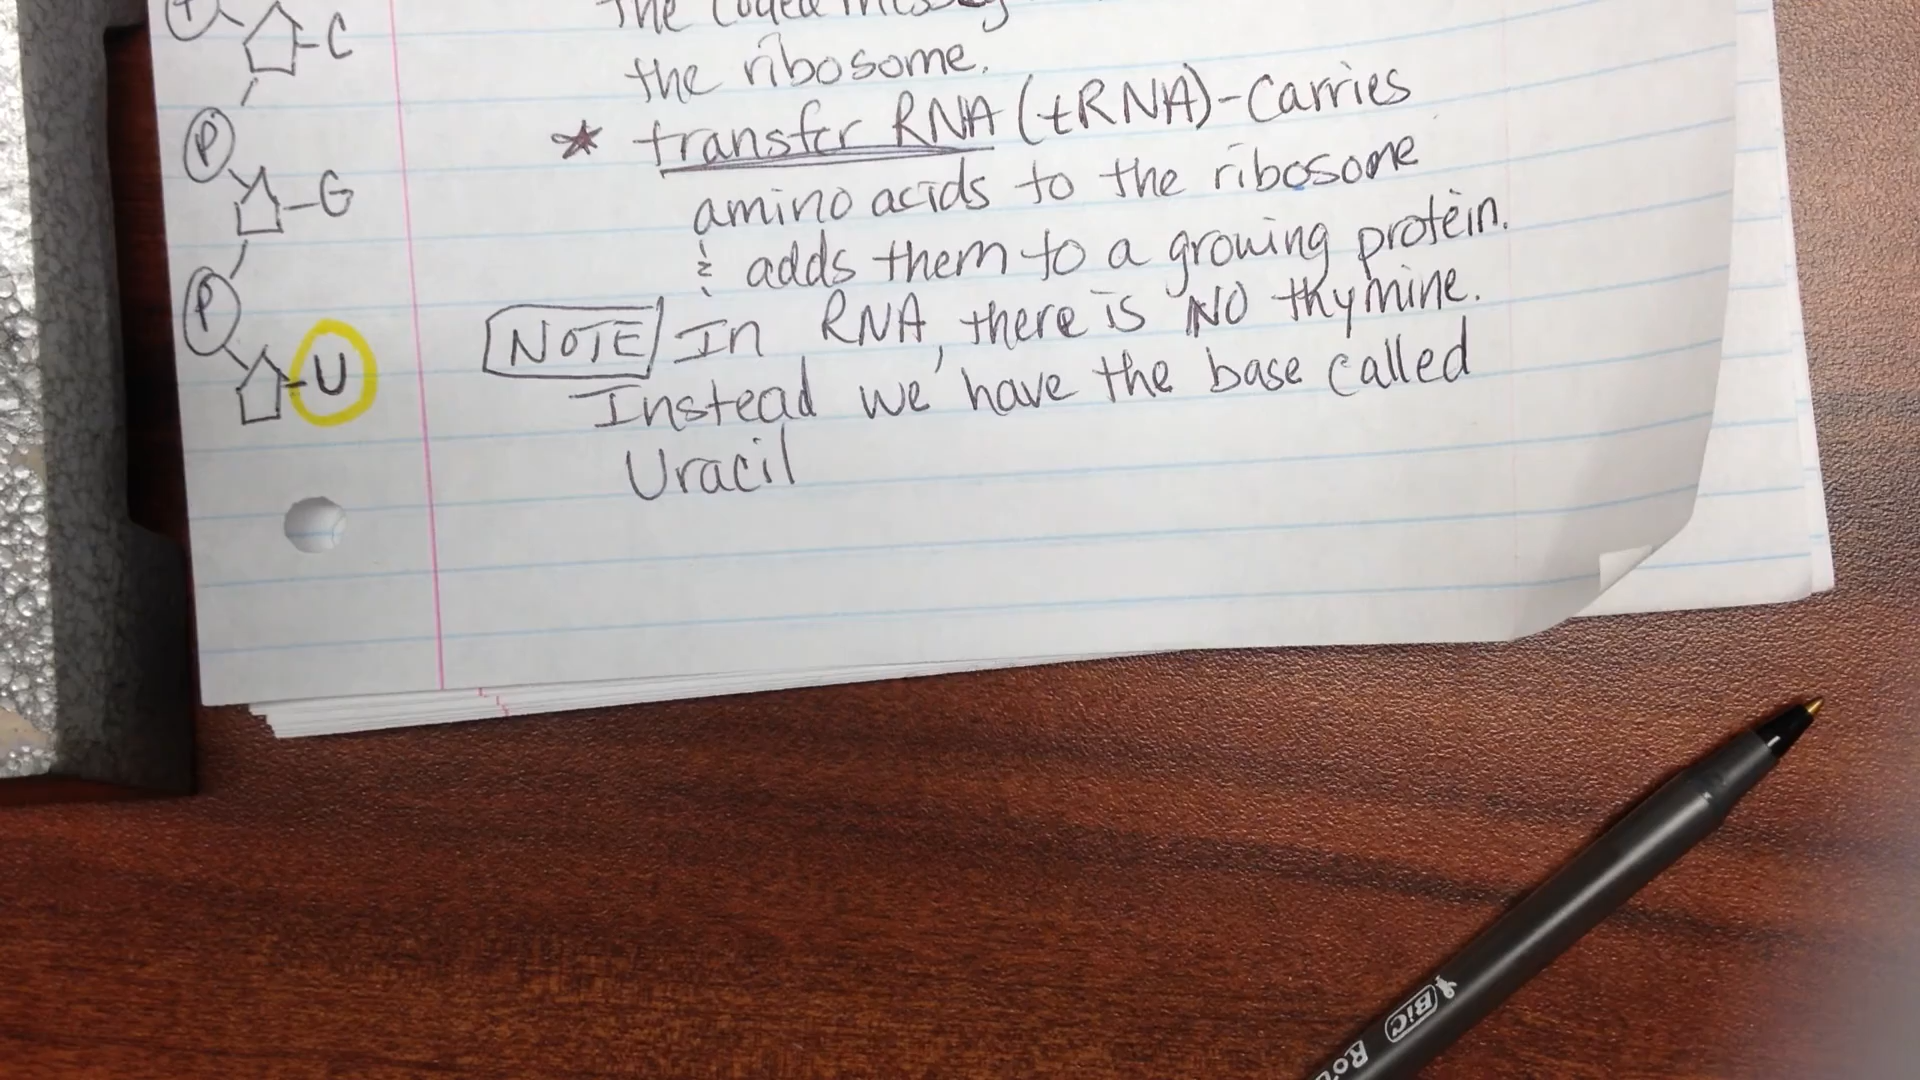 C
the ribosome.
★ transfer RNA (tRNA)-Carries
P
amino acids to the ribosome
G
& adds them to a growing protein.
P
NOTE In RNA, there is NO thymine.
U
Instead we have the base called
Uracil
BIC